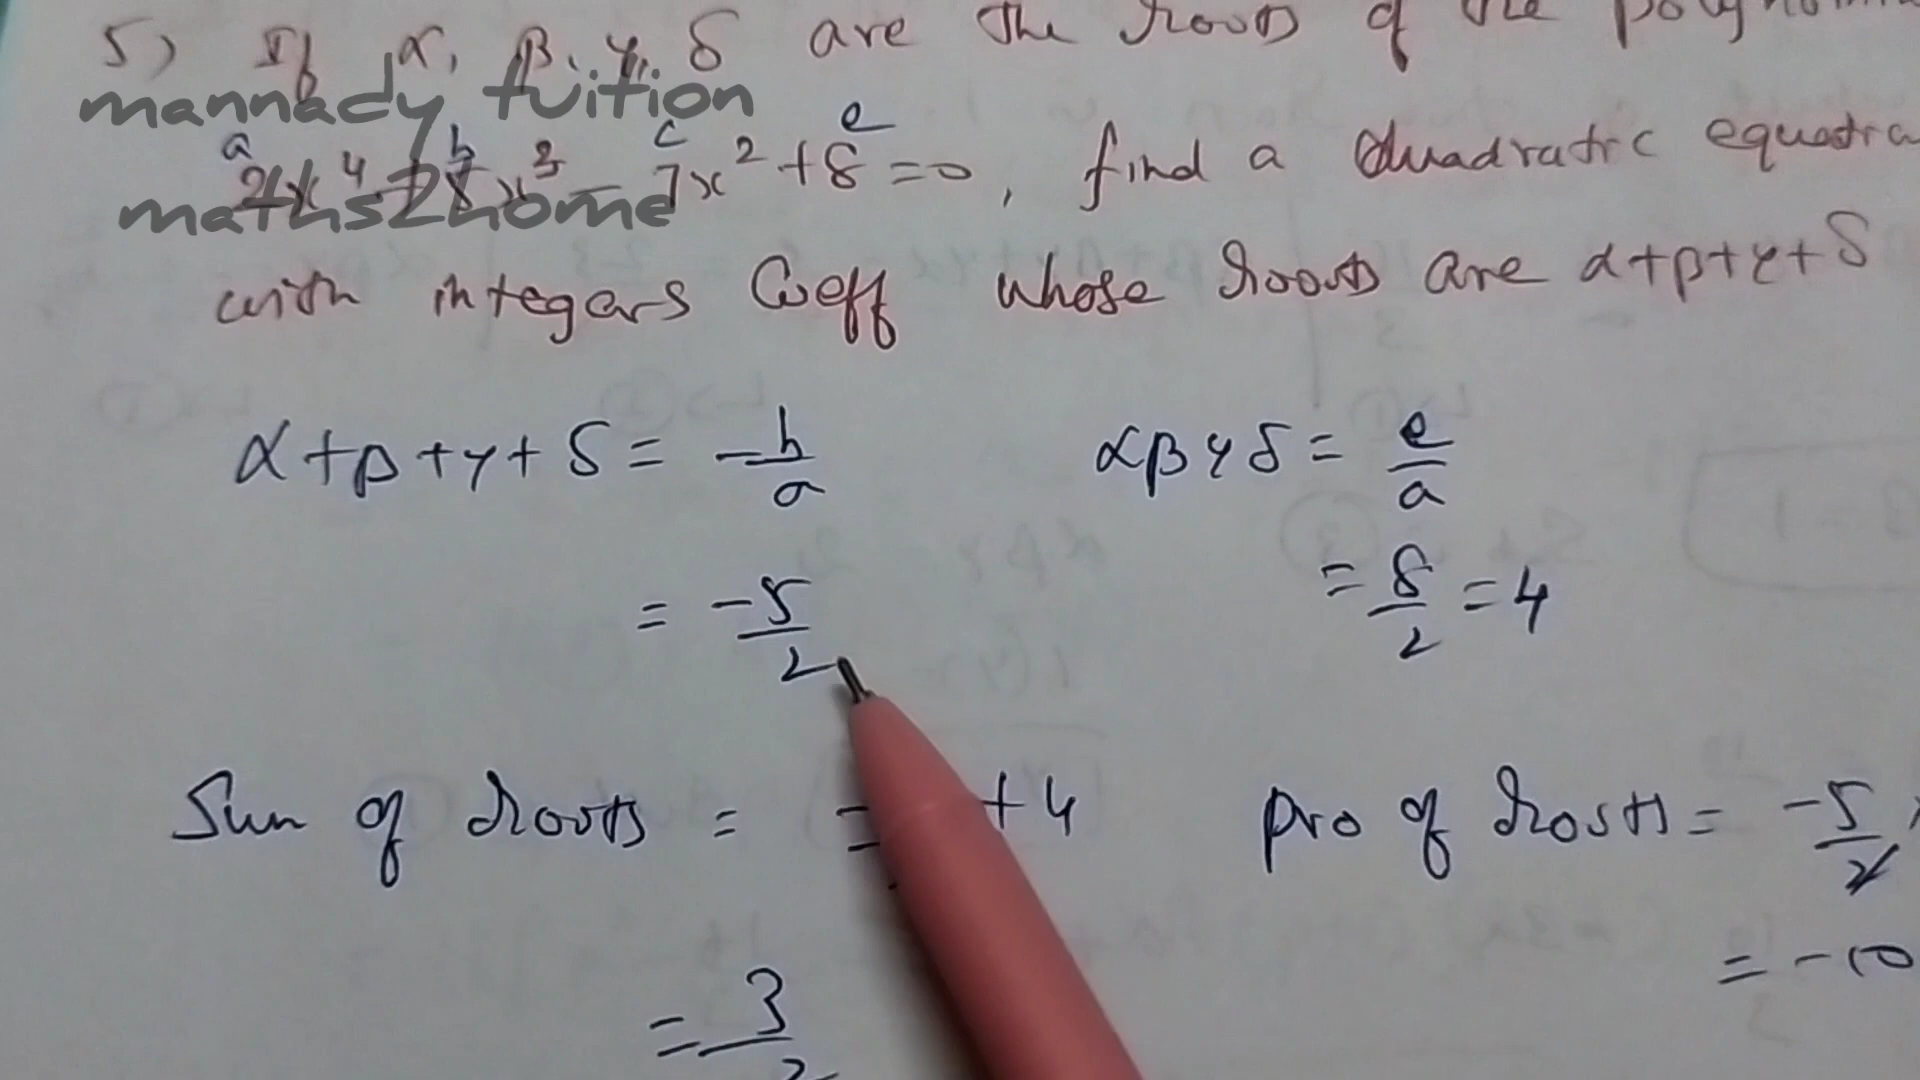 5) If α, β, γ, δ are the roots of the
mannady tuition
a b c e
2x⁴ + 5x³ - 7x² + 8 = 0, find a Quadratic
maths2home
with integers Coeff whose roots are α+β+γ+δ
α+β+γ+δ = -b/a αβγδ = e/a
= -5/2 = 8/2 = 4
Sum of roots = + 4 pro of roots = -5/2
= -10
= 3/2